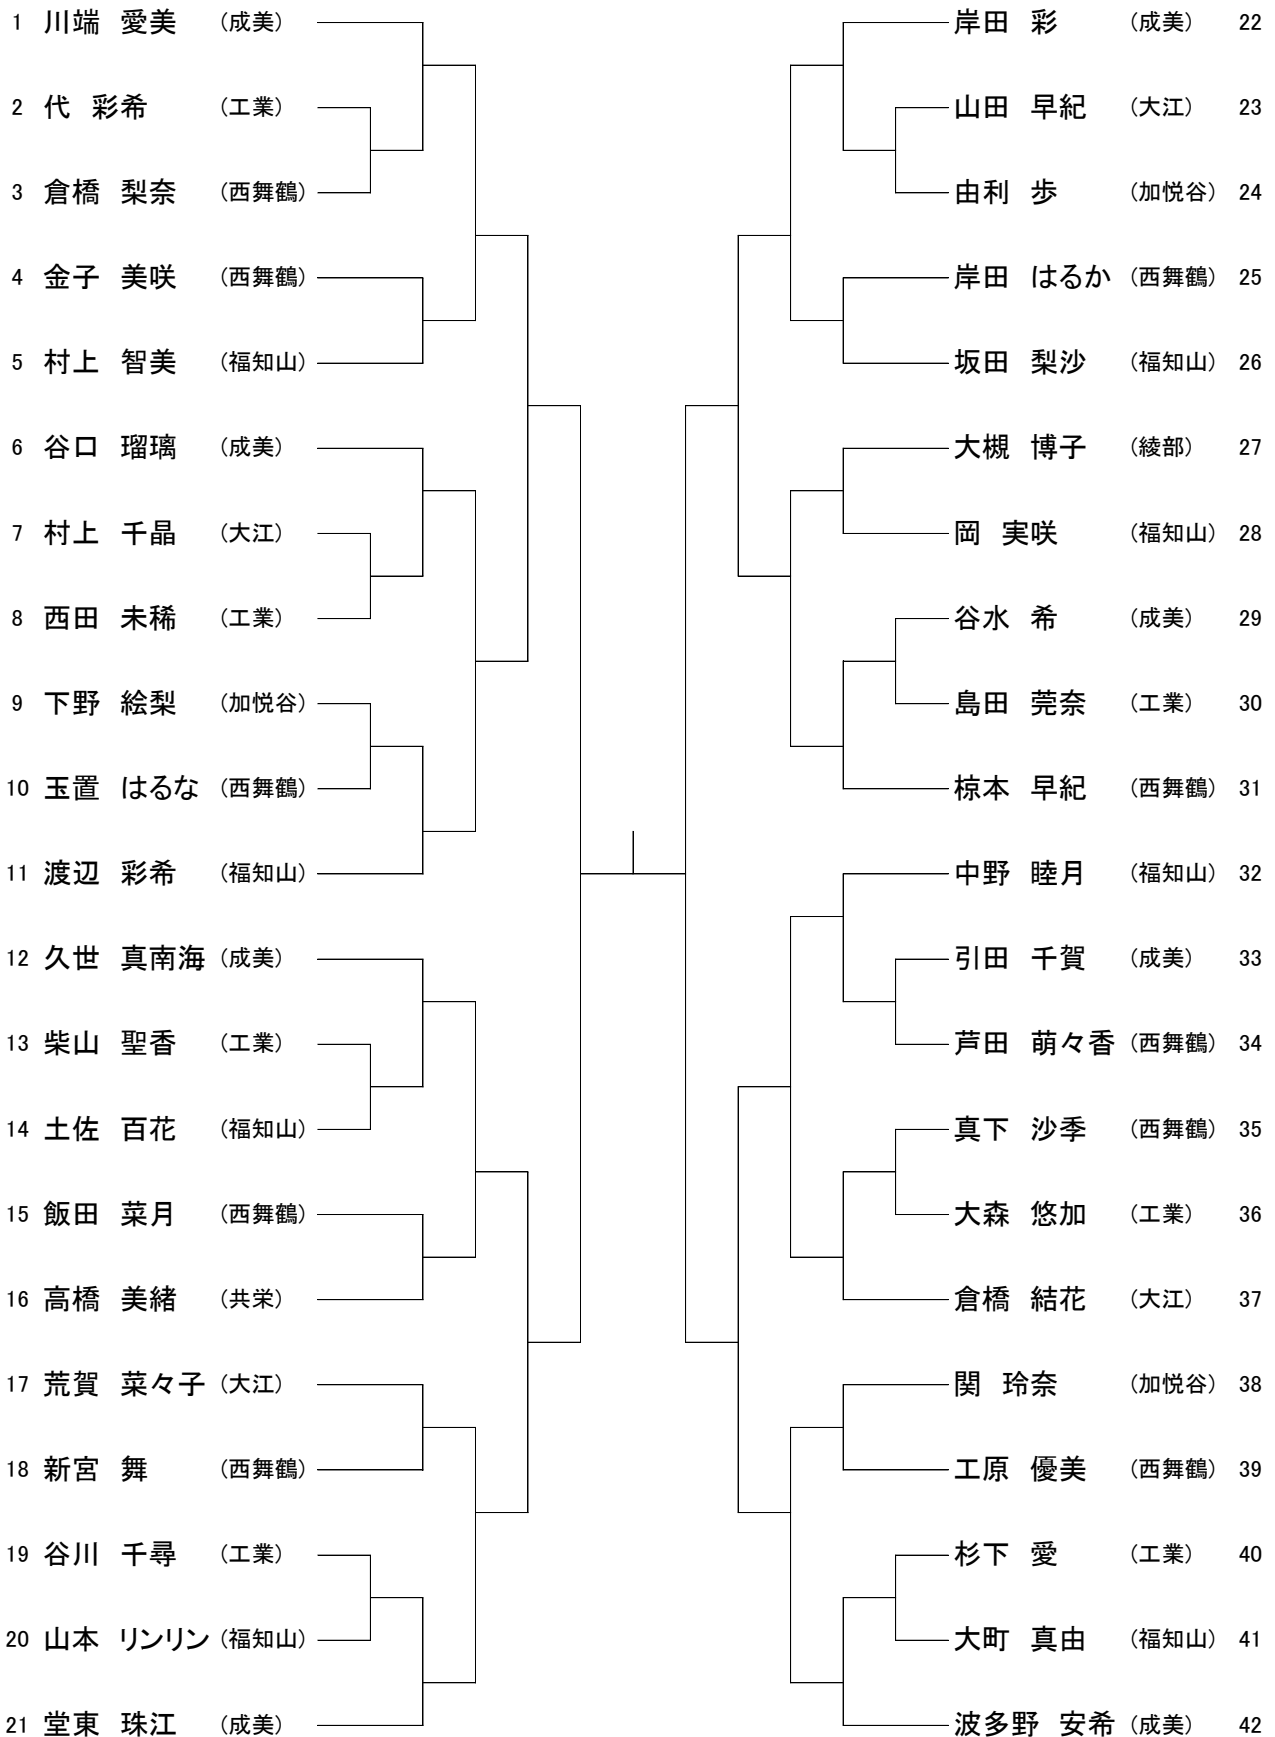 1 川端 愛美 (成美)
2 代 彩希 (工業)
3 倉橋 梨奈 (西舞鶴)
4 金子 美咲 (西舞鶴)
5 村上 智美 (福知山)
6 谷口 瑠璃 (成美)
7 村上 千晶 (大江)
8 西田 未稀 (工業)
9 下野 絵梨 (加悦谷)
10 玉置 はるな (西舞鶴)
11 渡辺 彩希 (福知山)
12 久世 真南海 (成美)
13 柴山 聖香 (工業)
14 土佐 百花 (福知山)
15 飯田 菜月 (西舞鶴)
16 高橋 美緒 (共栄)
17 荒賀 菜々子 (大江)
18 新宮 舞 (西舞鶴)
19 谷川 千尋 (工業)
20 山本 リンリン (福知山)
21 堂東 珠江 (成美)
岸田 彩 (成美) 22
山田 早紀 (大江) 23
由利 歩 (加悦谷) 24
岸田 はるか (西舞鶴) 25
坂田 梨沙 (福知山) 26
大槻 博子 (綾部) 27
岡 実咲 (福知山) 28
谷水 希 (成美) 29
島田 莞奈 (工業) 30
椋本 早紀 (西舞鶴) 31
中野 睦月 (福知山) 32
引田 千賀 (成美) 33
芦田 萌々香 (西舞鶴) 34
真下 沙季 (西舞鶴) 35
大森 悠加 (工業) 36
倉橋 結花 (大江) 37
関 玲奈 (加悦谷) 38
工原 優美 (西舞鶴) 39
杉下 愛 (工業) 40
大町 真由 (福知山) 41
波多野 安希 (成美) 42